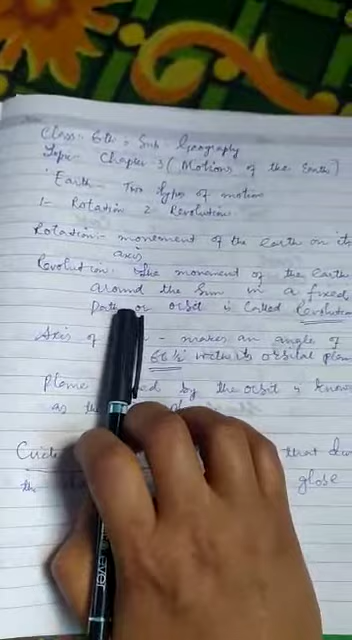 Class:- 6th : Sub - Geography
Topic - Chapter 3 ( Motions of the Earth )
Earth - Two types of motion
1- Rotation 2 Revolution
Rotation:- movement of the earth on its
axis
Revolution: The movement of the earth
around the sun in a fixed
path or orbit is called Revolution
Axis of - makes an angle of
66½ with its orbital plane
Plane ed by the orbit is known
as the
Circle that divides
the globe
ever